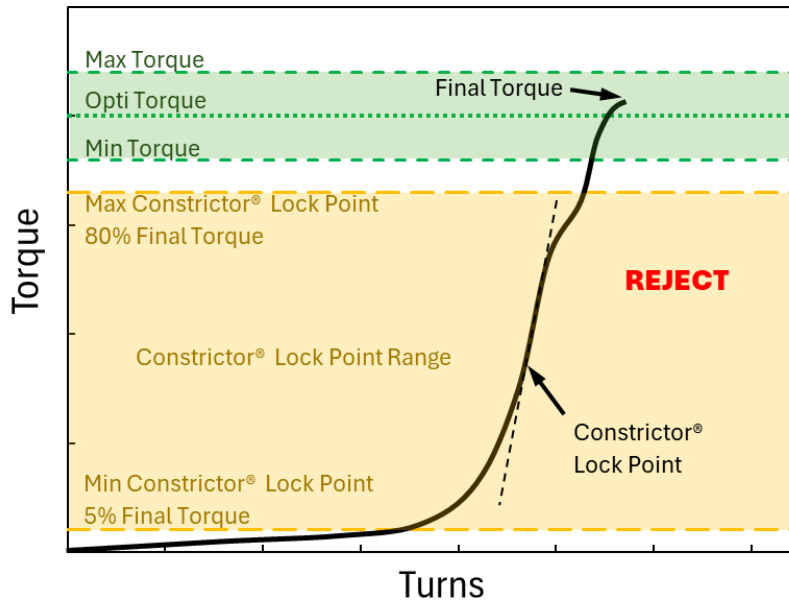 Max Torque
Final Torque
Opti Torque
Min Torque
Max Constrictor® Lock Point
80% Final Torque
REJECT
Constrictor® Lock Point Range
Constrictor®
Lock Point
Min Constrictor® Lock Point
5% Final Torque
Torque
Turns